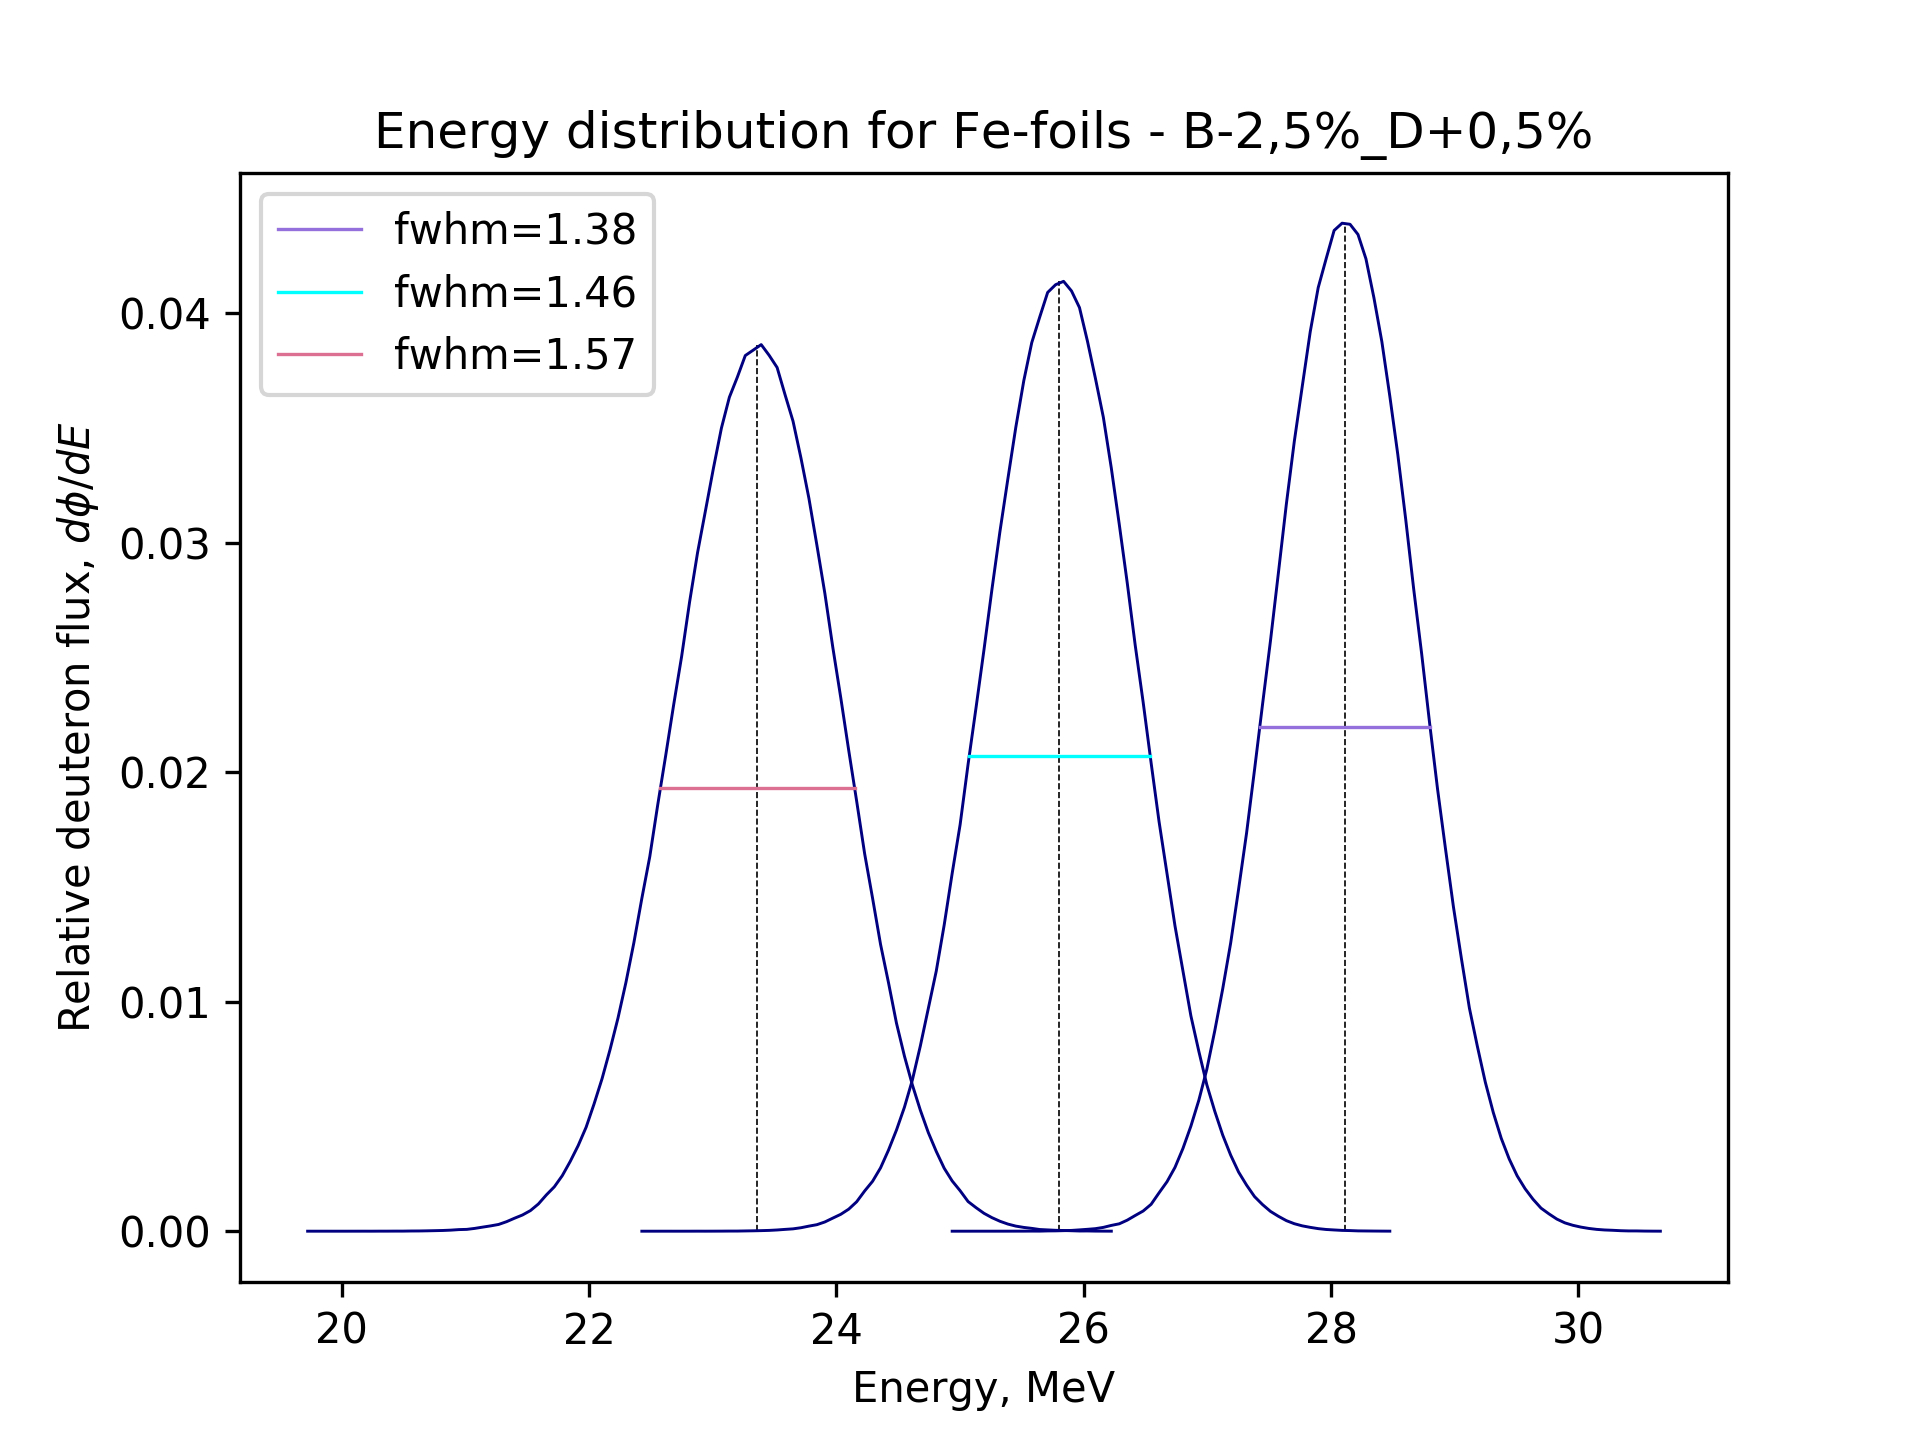 Energy distribution for Fe-foils - B-2,5%_D+0,5%
fwhm=1.38
fwhm=1.46
fwhm=1.57
Relative deuteron flux, dϕ/dE
0.04
0.03
0.02
0.01
0.00
20 22 24 26 28 30
Energy, MeV